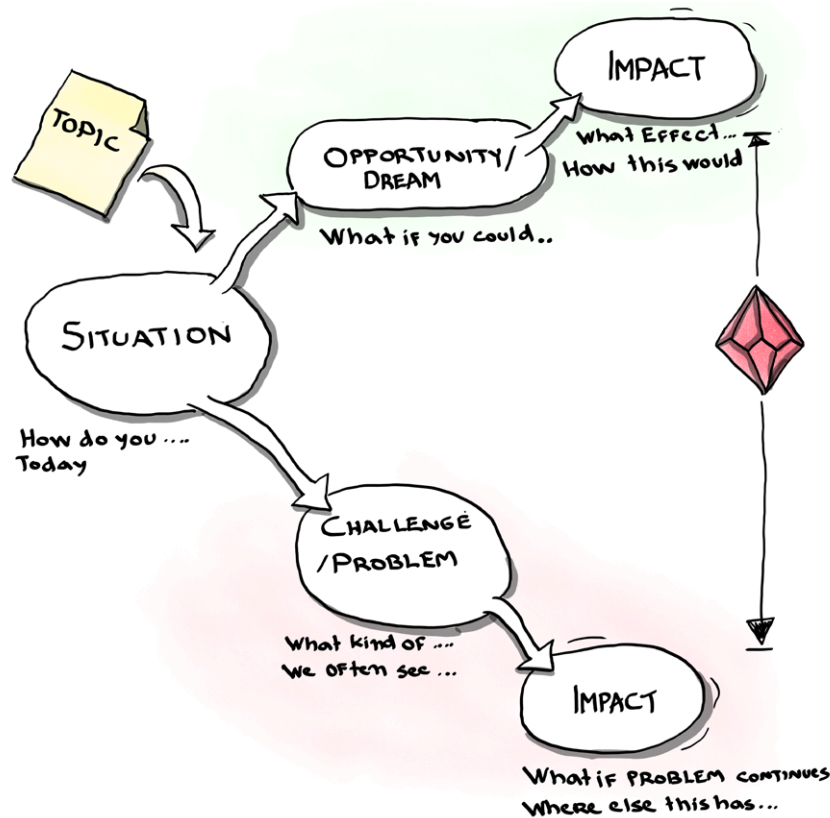 TOPIC
IMPACT
What Effect...
How this would
OPPORTUNITY/
DREAM
What if you could..
SITUATION
How do you ....
Today
CHALLENGE
/PROBLEM
What kind of ....
We often see ...
IMPACT
What if PROBLEM CONTINUES
Where else this has...